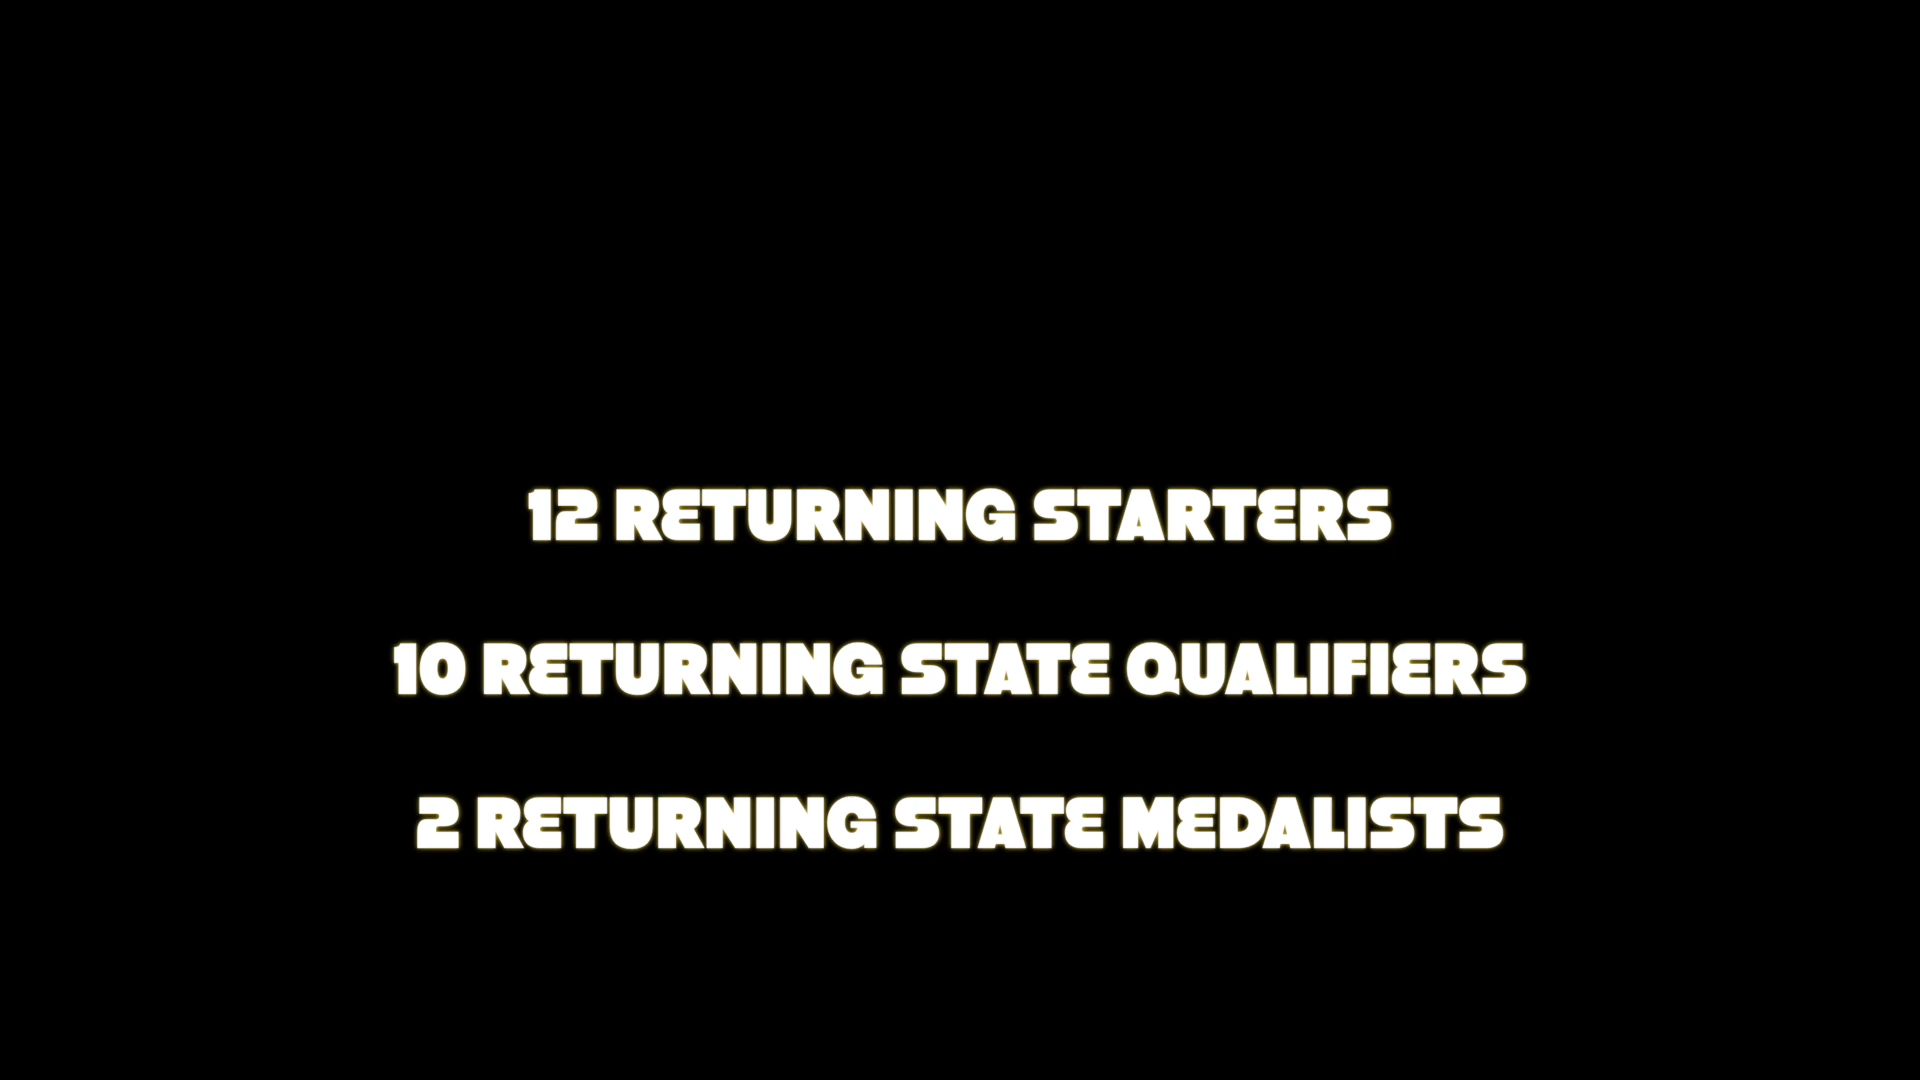 12 RETURNING STARTERS
10 RETURNING STATE QUALIFIERS
2 RETURNING STATE MEDALISTS